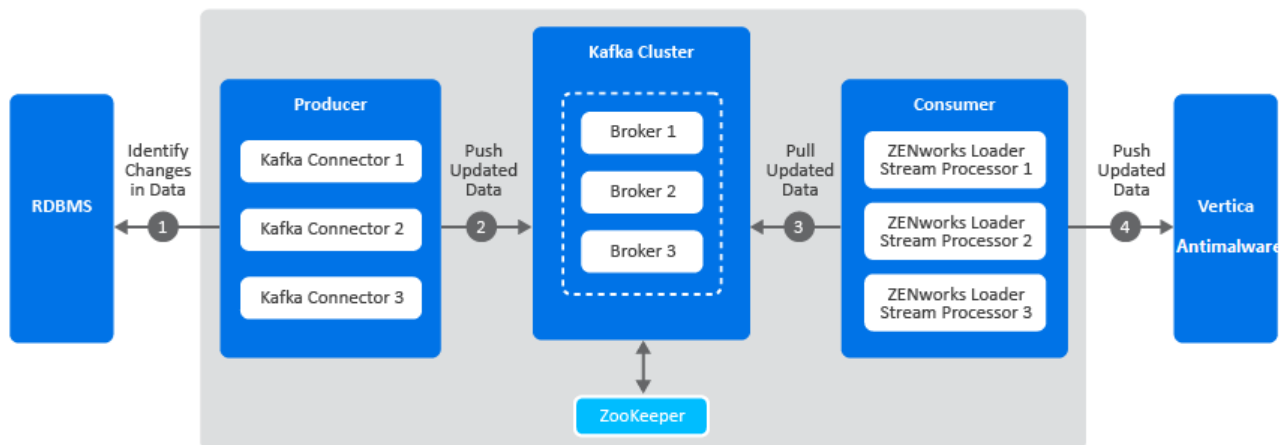 RDBMS
Identify
Changes
in Data
1
Producer
Kafka Connector 1
Kafka Connector 2
Kafka Connector 3
Push
Updated
Data
2
Kafka Cluster
Broker 1
Broker 2
Broker 3
ZooKeeper
Pull
Updated
Data
3
Consumer
ZENworks Loader
Stream Processor 1
ZENworks Loader
Stream Processor 2
ZENworks Loader
Stream Processor 3
Push
Updated
Data
4
Vertica
Antimalware